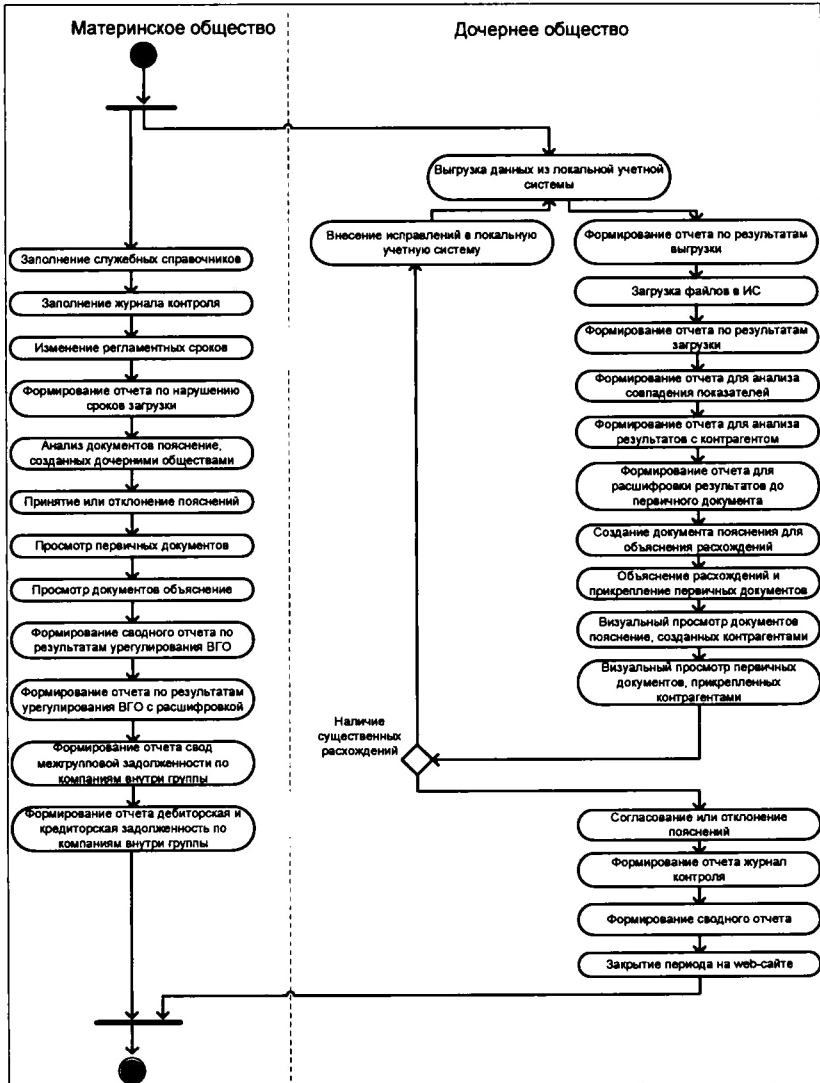 Материнское общество
Дочернее общество
Выгрузка данных из локальной учетной
системы
Внесение исправлений в локальную
учетную систему
Формирование отчета по результатам
выгрузки
Загрузка файлов в ИС
Формирование отчета по результатам
загрузки
Формирование отчета для анализа
совпадения показателей
Формирование отчета для анализа
результатов с контрагентом
Формирование отчета для
расшифровки результатов до
первичного документа
Создание документа пояснения для
объяснения расхождений
Объяснение расхождений и
прикрепление первичных документов
Визуальный просмотр документов
пояснение, созданных контрагентами
Визуальный просмотр первичных
документов, прикрепленных
контрагентами
Наличие
существенных
расхождений
Согласование или отклонение
пояснений
Формирование отчета журнал
контроля
Формирование сводного отчета
Закрытие периода на web-сайте
Заполнение служебных справочников
Заполнение журнала контроля
Изменение регламентных сроков
Формирование отчета по нарушению
сроков загрузки
Анализ документов пояснение,
созданных дочерними обществами
Принятие или отклонение пояснений
Просмотр первичных документов
Просмотр документов объяснение
Формирование сводного отчета по
результатам урегулирования ВГО
Формирование отчета по результатам
урегулирования ВГО с расшифровкой
Формирование отчета свод
межгрупповой задолженности по
компаниям внутри группы
Формирование отчета дебиторская и
кредиторская задолженность по
компаниям внутри группы